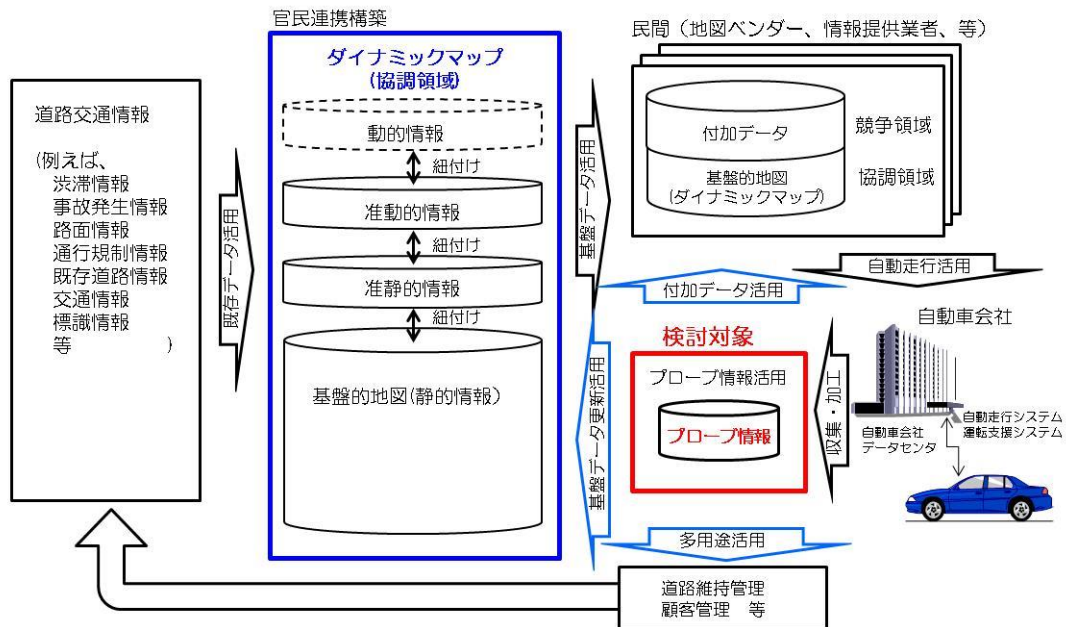 官民連携構築
民間（地図ベンダー、情報提供業者、等）
道路交通情報
(例えば、
渋滞情報
事故発生情報
路面情報
通行規制情報
既存道路情報
交通情報
標識情報
等　　　　　)
既存データ活用
ダイナミックマップ
(協調領域)
動的情報
紐付け
准動的情報
紐付け
准静的情報
紐付け
基盤的地図(静的情報）
基盤データ活用
付加データ
競争領域
基盤的地図
(ダイナミックマップ)
協調領域
付加データ活用
自動走行活用
基盤データ更新活用
検討対象
プローブ情報活用
プローブ情報
収集・加工
自動車会社
自動車会社
データセンタ
自動走行システム
運転支援システム
多用途活用
道路維持管理
顧客管理　等